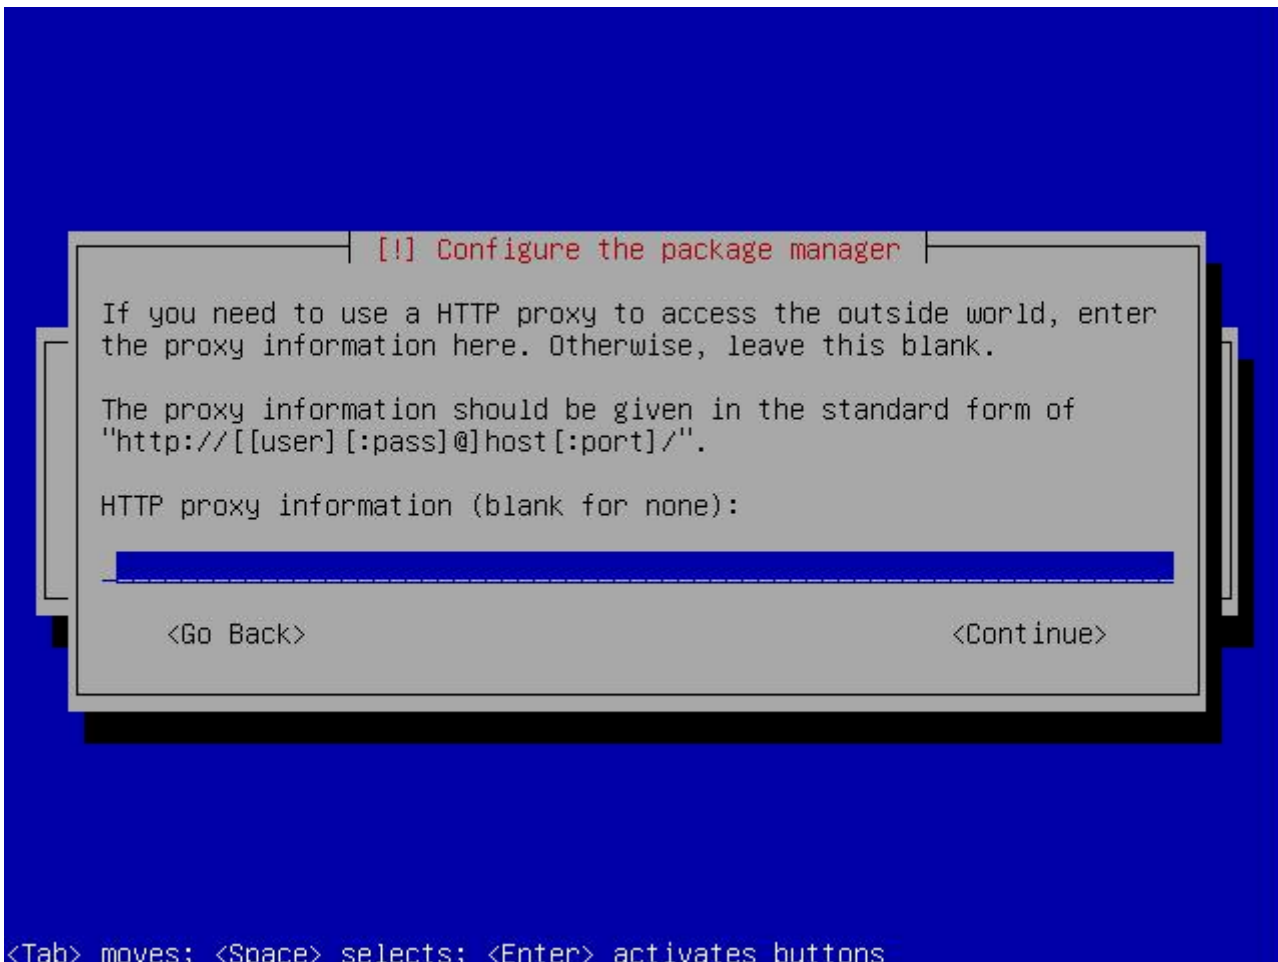 [!] Configure the package manager
If you need to use a HTTP proxy to access the outside world, enter
the proxy information here. Otherwise, leave this blank.
The proxy information should be given in the standard form of
"http://[[user][:pass]@]host[:port]/".
HTTP proxy information (blank for none):
<Go Back> <Continue>
<Tab> moves; <Space> selects; <Enter> activates buttons